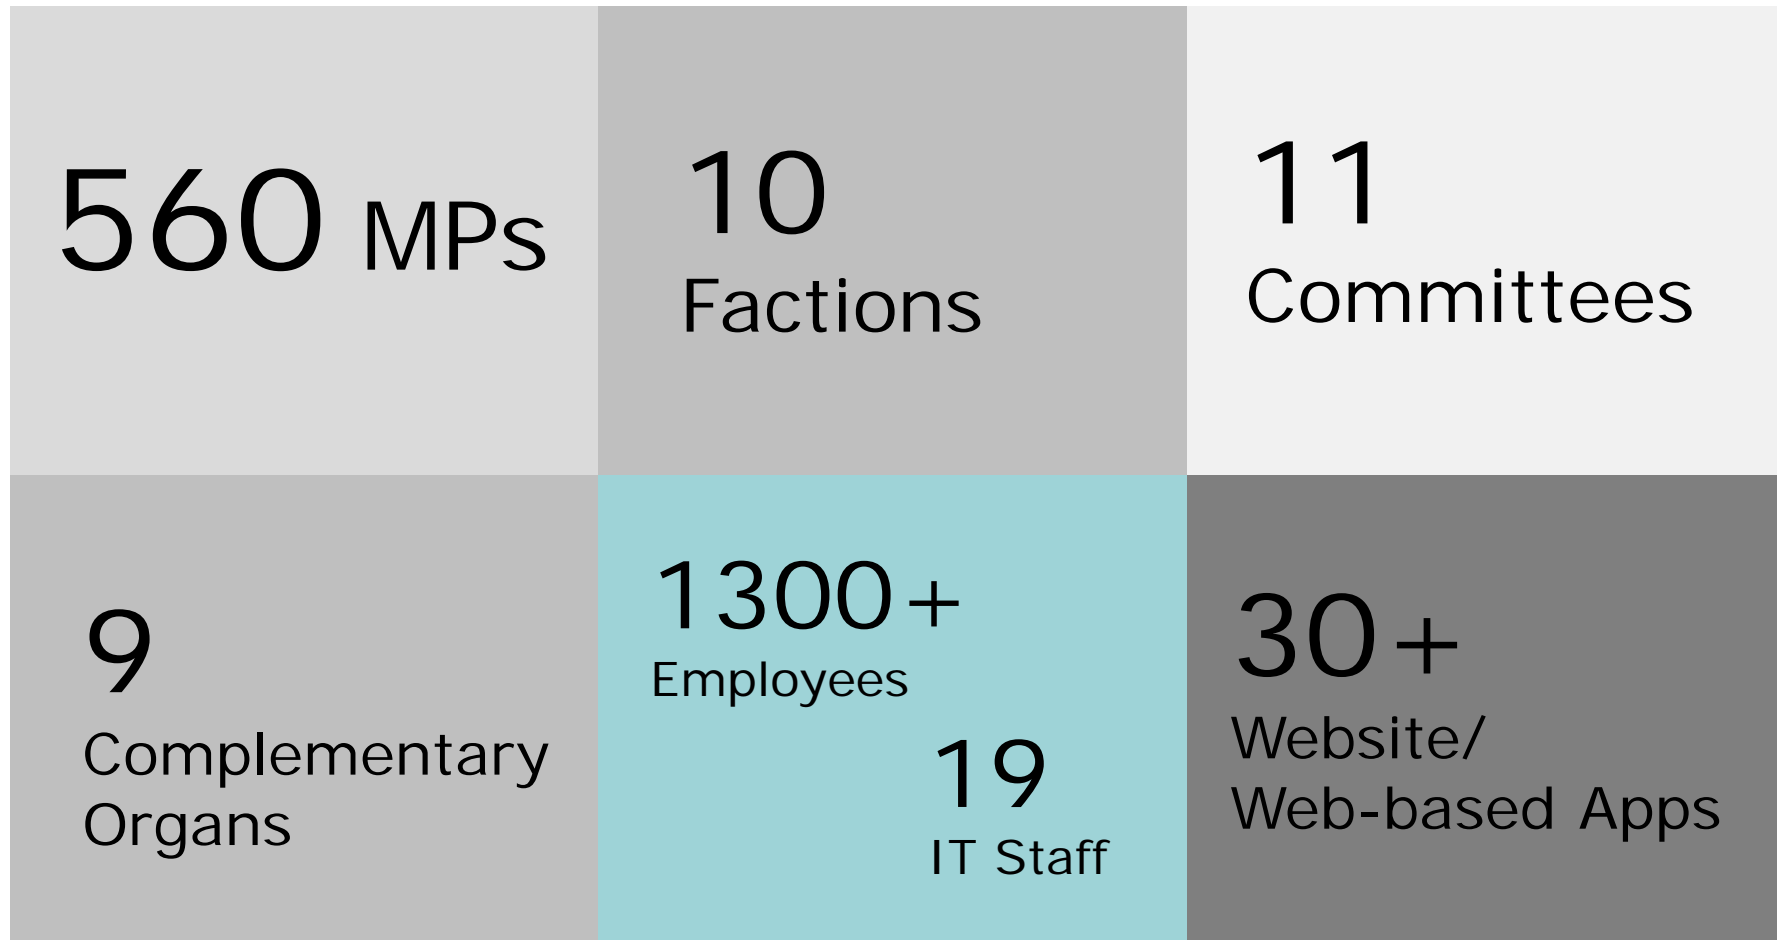 560 MPs
10
Factions
11
Committees
9
Complementary
Organs
1300+
Employees
19
IT Staff
30+
Website/
Web-based Apps